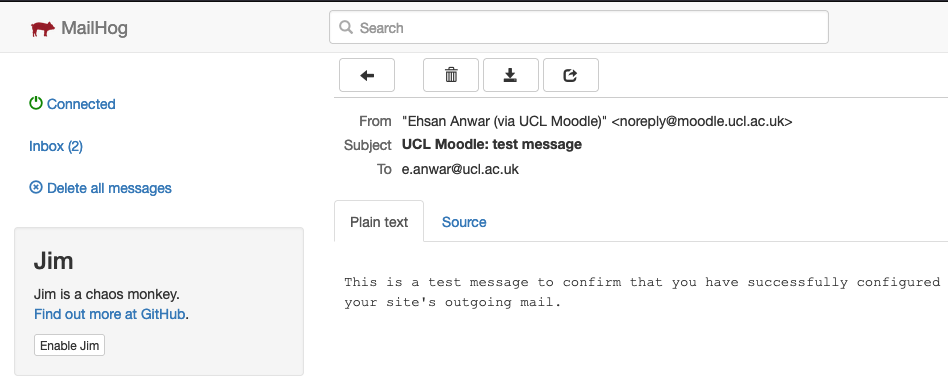 MailHog
Search
Connected
Inbox (2)
Delete all messages
Jim
Jim is a chaos monkey.
Find out more at GitHub.
Enable Jim
From "Ehsan Anwar (via UCL Moodle)" <noreply@moodle.ucl.ac.uk>
Subject UCL Moodle: test message
To e.anwar@ucl.ac.uk
Plain text Source
This is a test message to confirm that you have successfully configured
your site's outgoing mail.